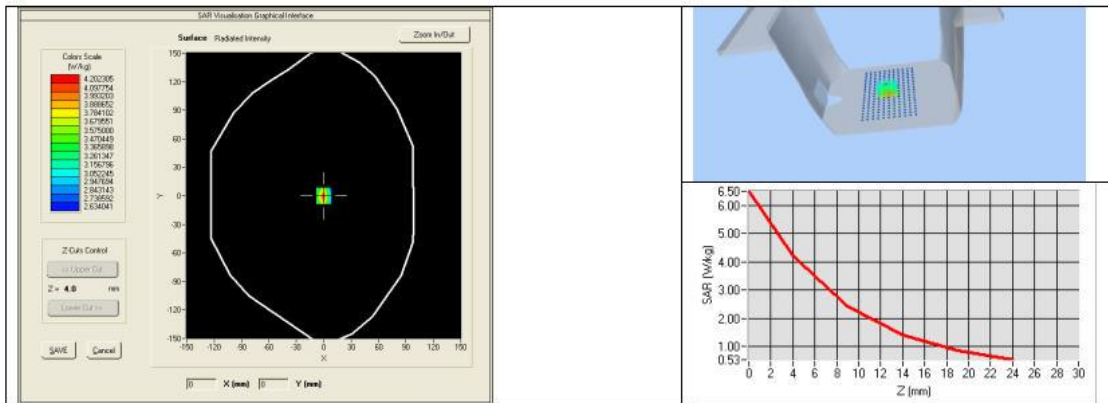 SAR Visualisation Graphical Interface
Surface Radiated Intensity
Zoom In/Out
Colors Scale
(W/kg)
4.202305
4.097754
3.993203
3.888652
3.784102
3.679551
3.575000
3.470449
3.365898
3.261347
3.156796
3.052245
2.947694
2.843143
2.738592
2.634041
Z-Cuts Control
<< Upper Cut
Z = 4.0 mm
Lower Cut >>
SAVE Cancel
150
120
90
60
30
0
-30
-60
-90
-120
-150
Y
-150 -120 -90 -60 -30 0 30 60 90 120 150
X
0 X (mm) 0 Y (mm)
6.50
6.00
5.00
4.00
3.00
2.00
1.00
0.53
SAR (W/kg)
0 2 4 6 8 10 12 14 16 18 20 22 24 26 28 30
Z (mm)